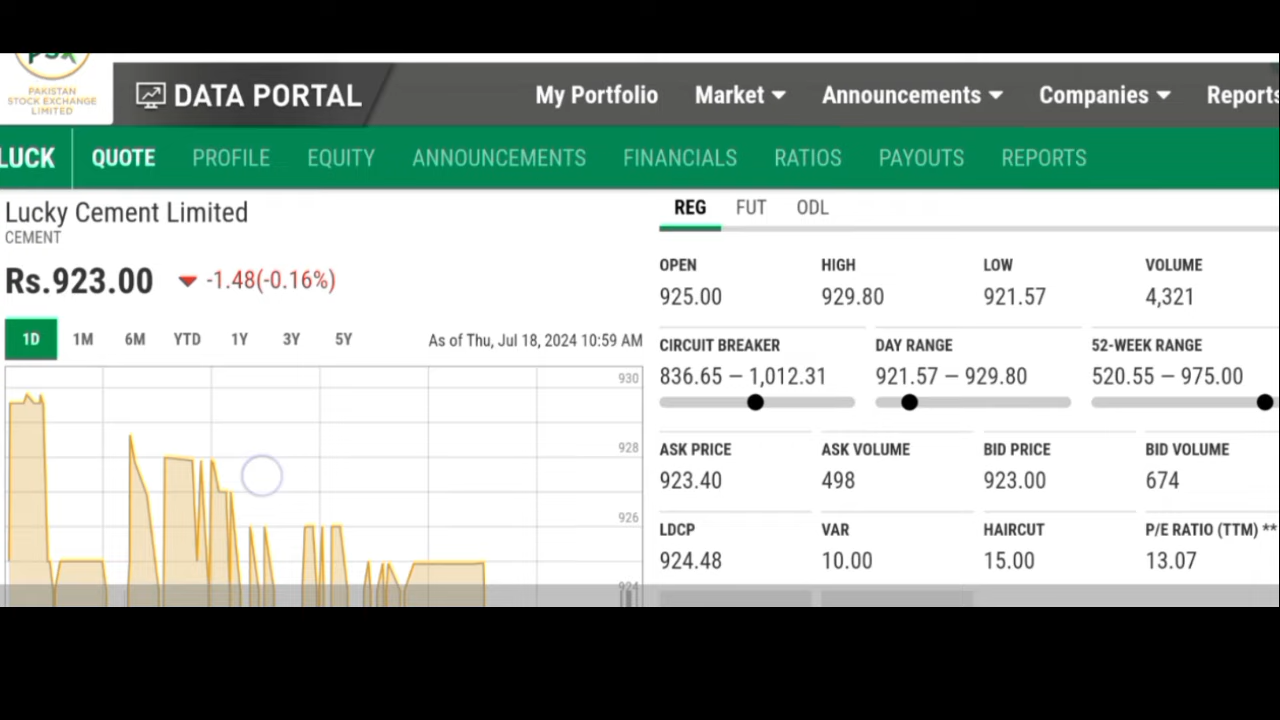 PSX
PAKISTAN
STOCK EXCHANGE
LIMITED
DATA PORTAL
My Portfolio Market Announcements Companies Reports
LUCK QUOTE PROFILE EQUITY ANNOUNCEMENTS FINANCIALS RATIOS PAYOUTS REPORTS
Lucky Cement Limited
CEMENT
Rs.923.00 -1.48(-0.16%)
1D 1M 6M YTD 1Y 3Y 5Y As of Thu, Jul 18, 2024 10:59 AM
930
928
926
924
REG FUT ODL
OPEN HIGH LOW VOLUME
925.00 929.80 921.57 4,321
CIRCUIT BREAKER DAY RANGE 52-WEEK RANGE
836.65 — 1,012.31 921.57 — 929.80 520.55 — 975.00
ASK PRICE ASK VOLUME BID PRICE BID VOLUME
923.40 498 923.00 674
LDCP VAR HAIRCUT P/E RATIO (TTM) **
924.48 10.00 15.00 13.07